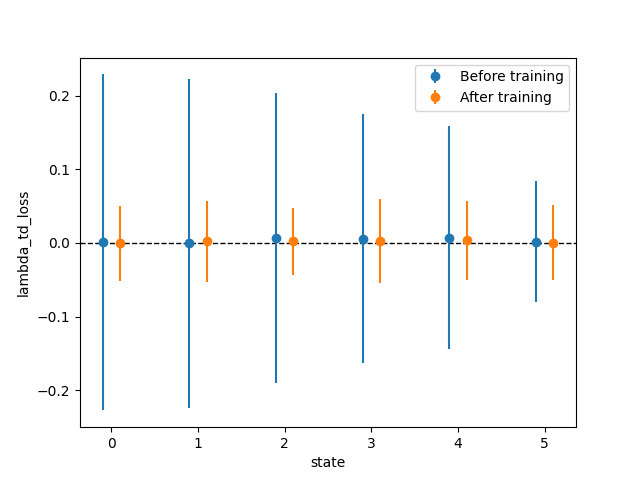 Before training
After training
0.2
0.1
0.0
−0.1
−0.2
lambda_td_loss
0 1 2 3 4 5
state